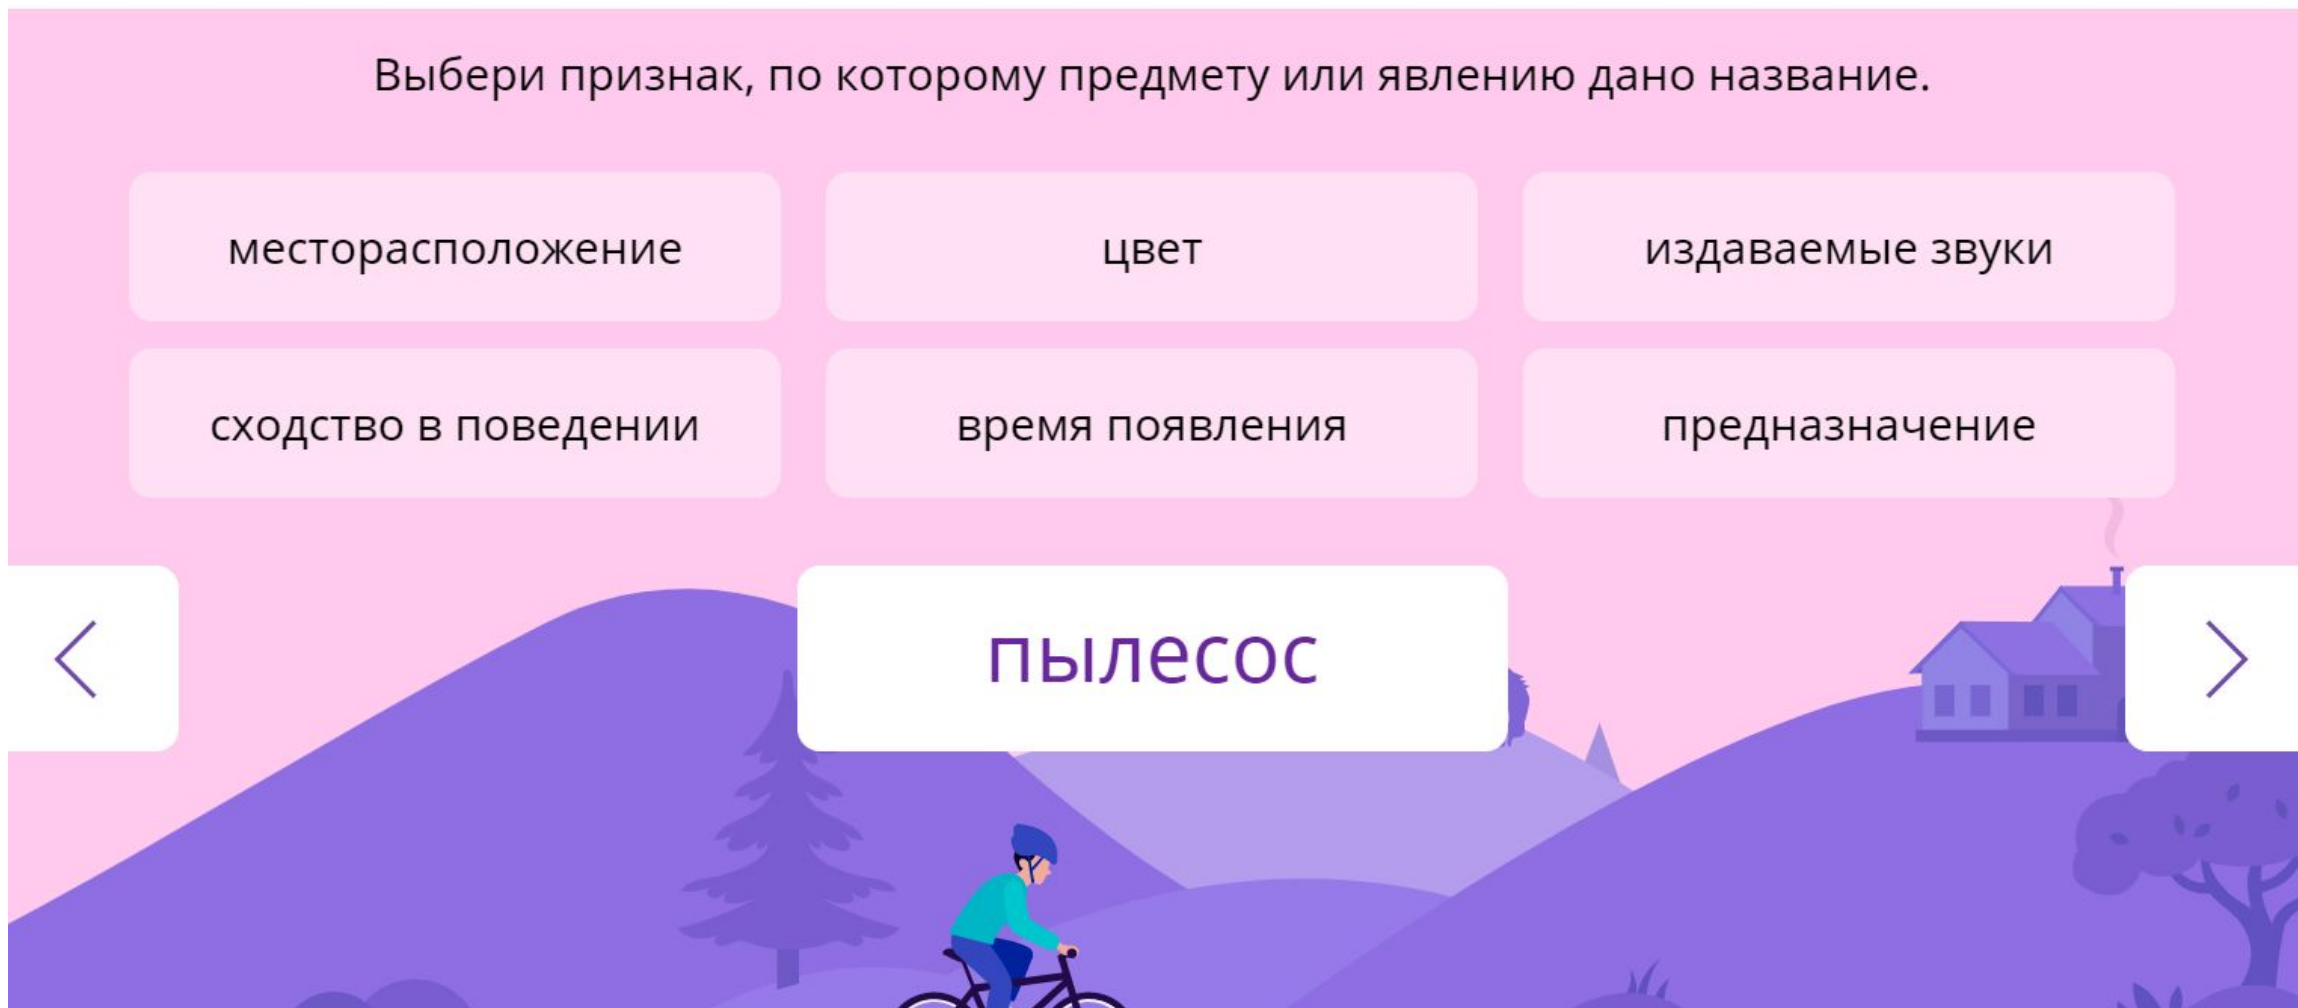 Выбери признак, по которому предмету или явлению дано название.
месторасположение
цвет
издаваемые звуки
сходство в поведении
время появления
предназначение
пылесос